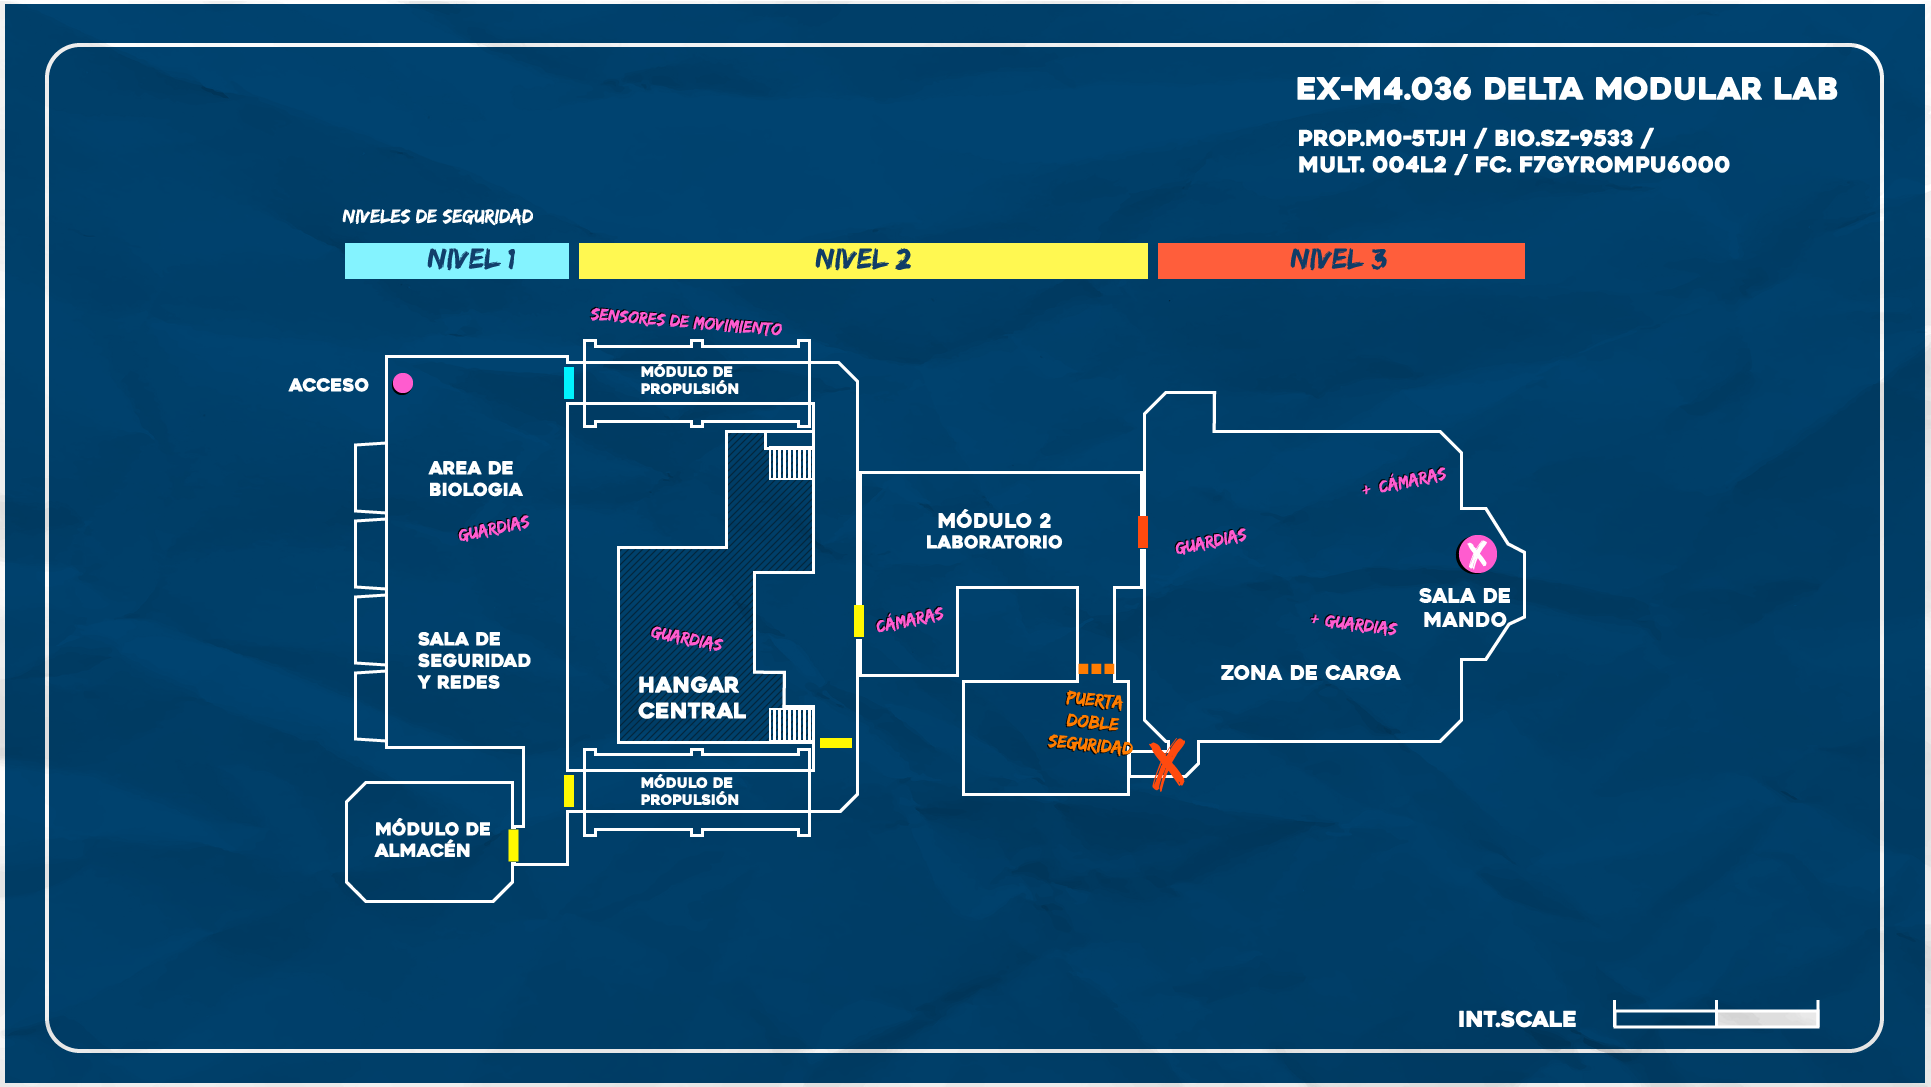 EX-M4.036 DELTA MODULAR LAB
PROP.M0-5TJH / BIO.SZ-9533 /
MULT. 004L2 / FC. F7GYROMPU6000
NIVELES DE SEGURIDAD
NIVEL 1
NIVEL 2
NIVEL 3
SENSORES DE MOVIMIENTO
MÓDULO DE
PROPULSIÓN
ACCESO
AREA DE
BIOLOGIA
GUARDIAS
+ CÁMARAS
MÓDULO 2
LABORATORIO
GUARDIAS
X
SALA DE
MANDO
CÁMARAS
+ GUARDIAS
SALA DE
SEGURIDAD
Y REDES
GUARDIAS
HANGAR
CENTRAL
ZONA DE CARGA
PUERTA
DOBLE
SEGURIDAD
X
MÓDULO DE
PROPULSIÓN
MÓDULO DE
ALMACÉN
INT.SCALE